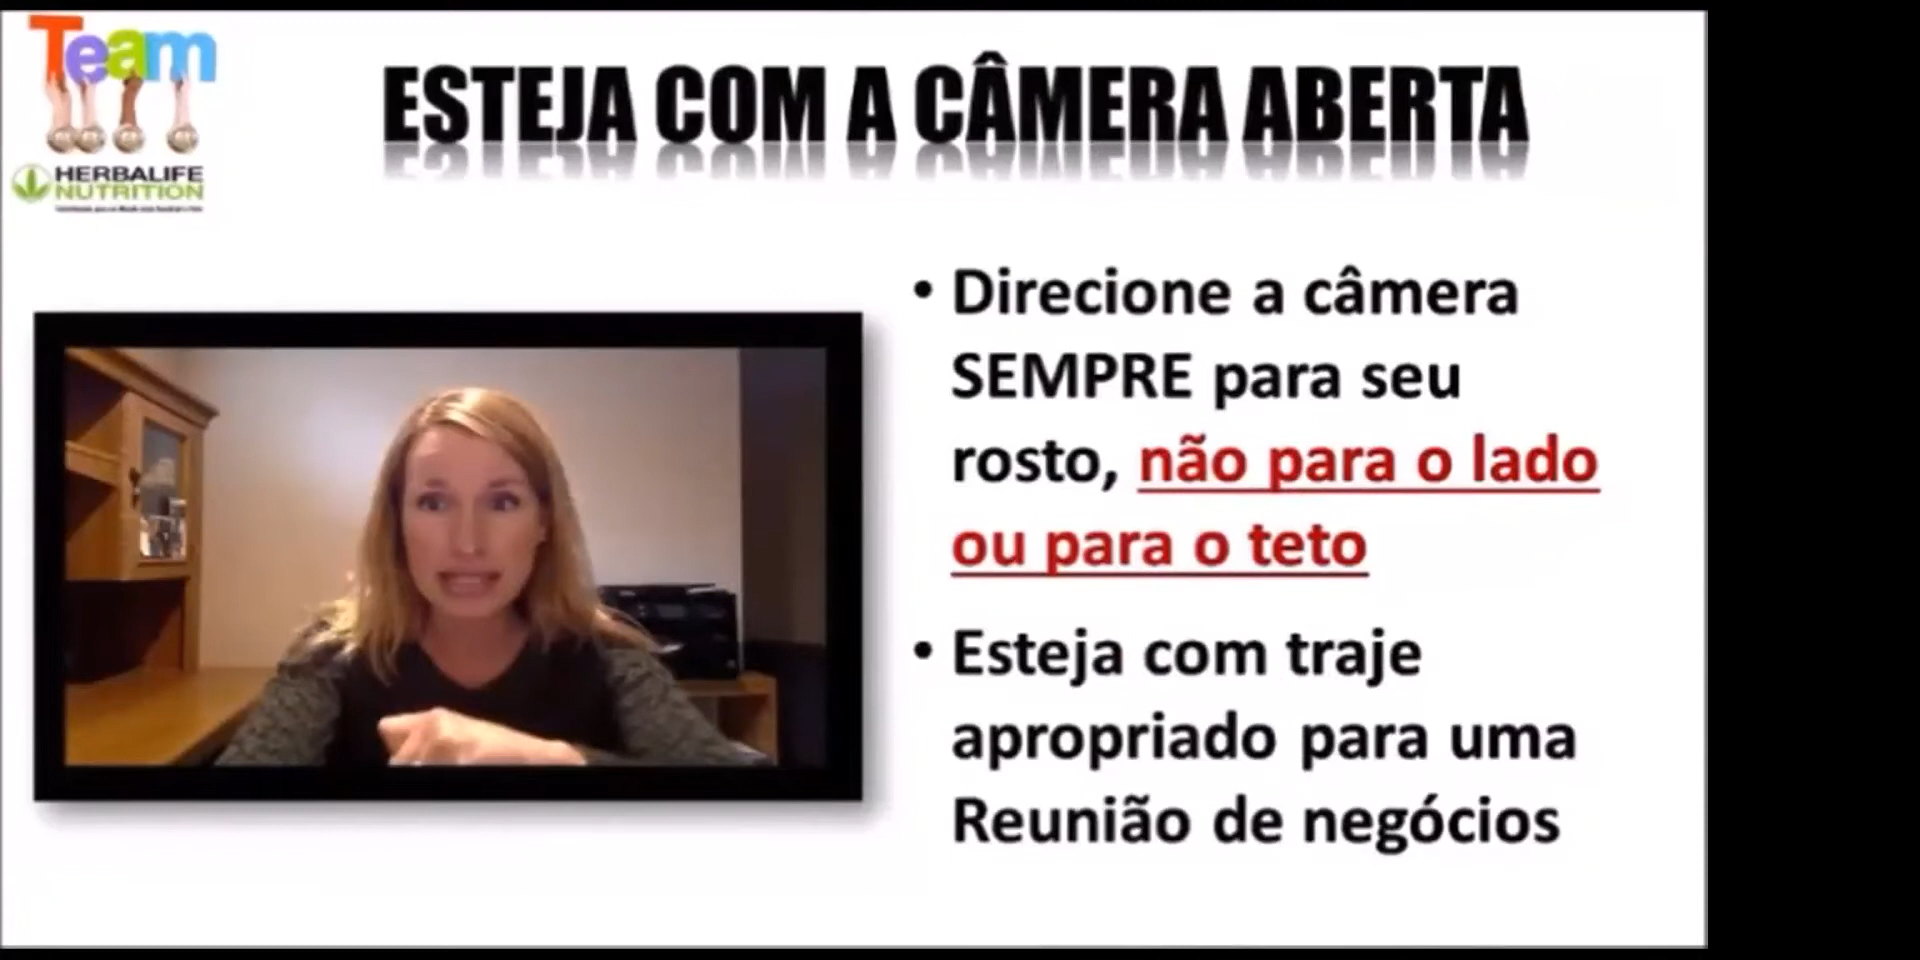 Team
HERBALIFE
NUTRITION
ESTEJA COM A CÂMERA ABERTA
• Direcione a câmera
SEMPRE para seu
rosto, não para o lado
ou para o teto
• Esteja com traje
apropriado para uma
Reunião de negócios